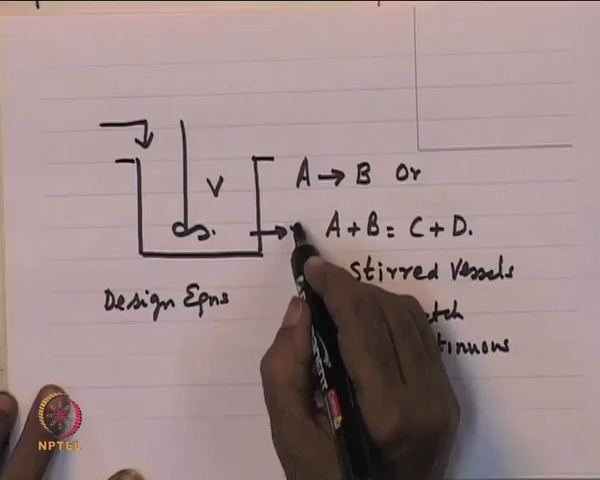 V
A → B Or
A + B = C + D.
Stirred Vessels
Design Eqns
NPTEL